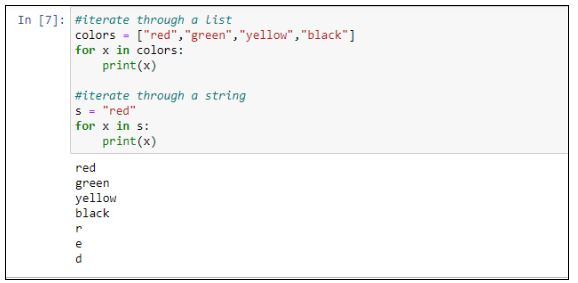 In [7]: #iterate through a list
colors = ["red","green","yellow","black"]
for x in colors:
    print(x)

#iterate through a string
s = "red"
for x in s:
    print(x)

red
green
yellow
black
r
e
d